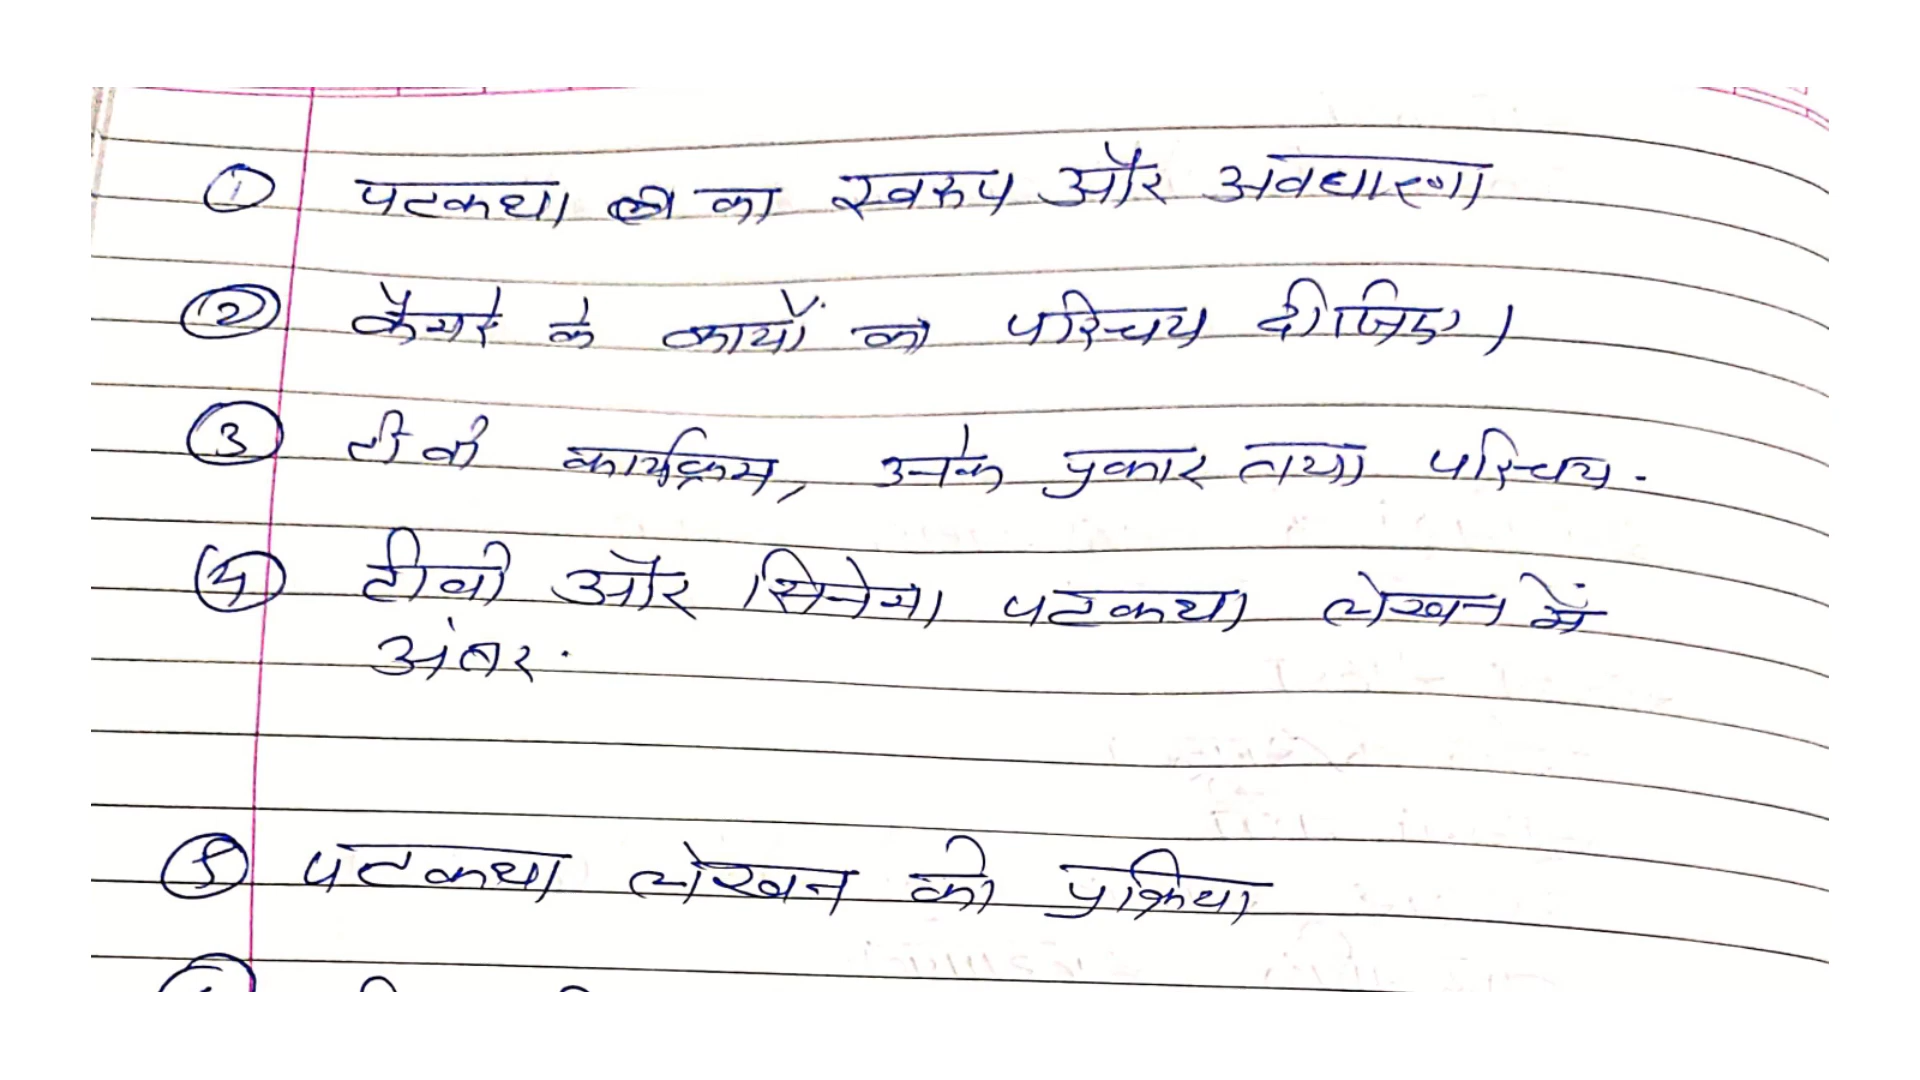 ① पटकथा का स्वरूप और अवधारणा
② कैमरे के कार्यों का परिचय दीजिए।
③ टीवी कार्यक्रम, उनके प्रकार तथा परिचय.
④ टीवी और सिनेमा पटकथा लेखन में
अंतर.
⑤ पटकथा लेखन की प्रक्रिया